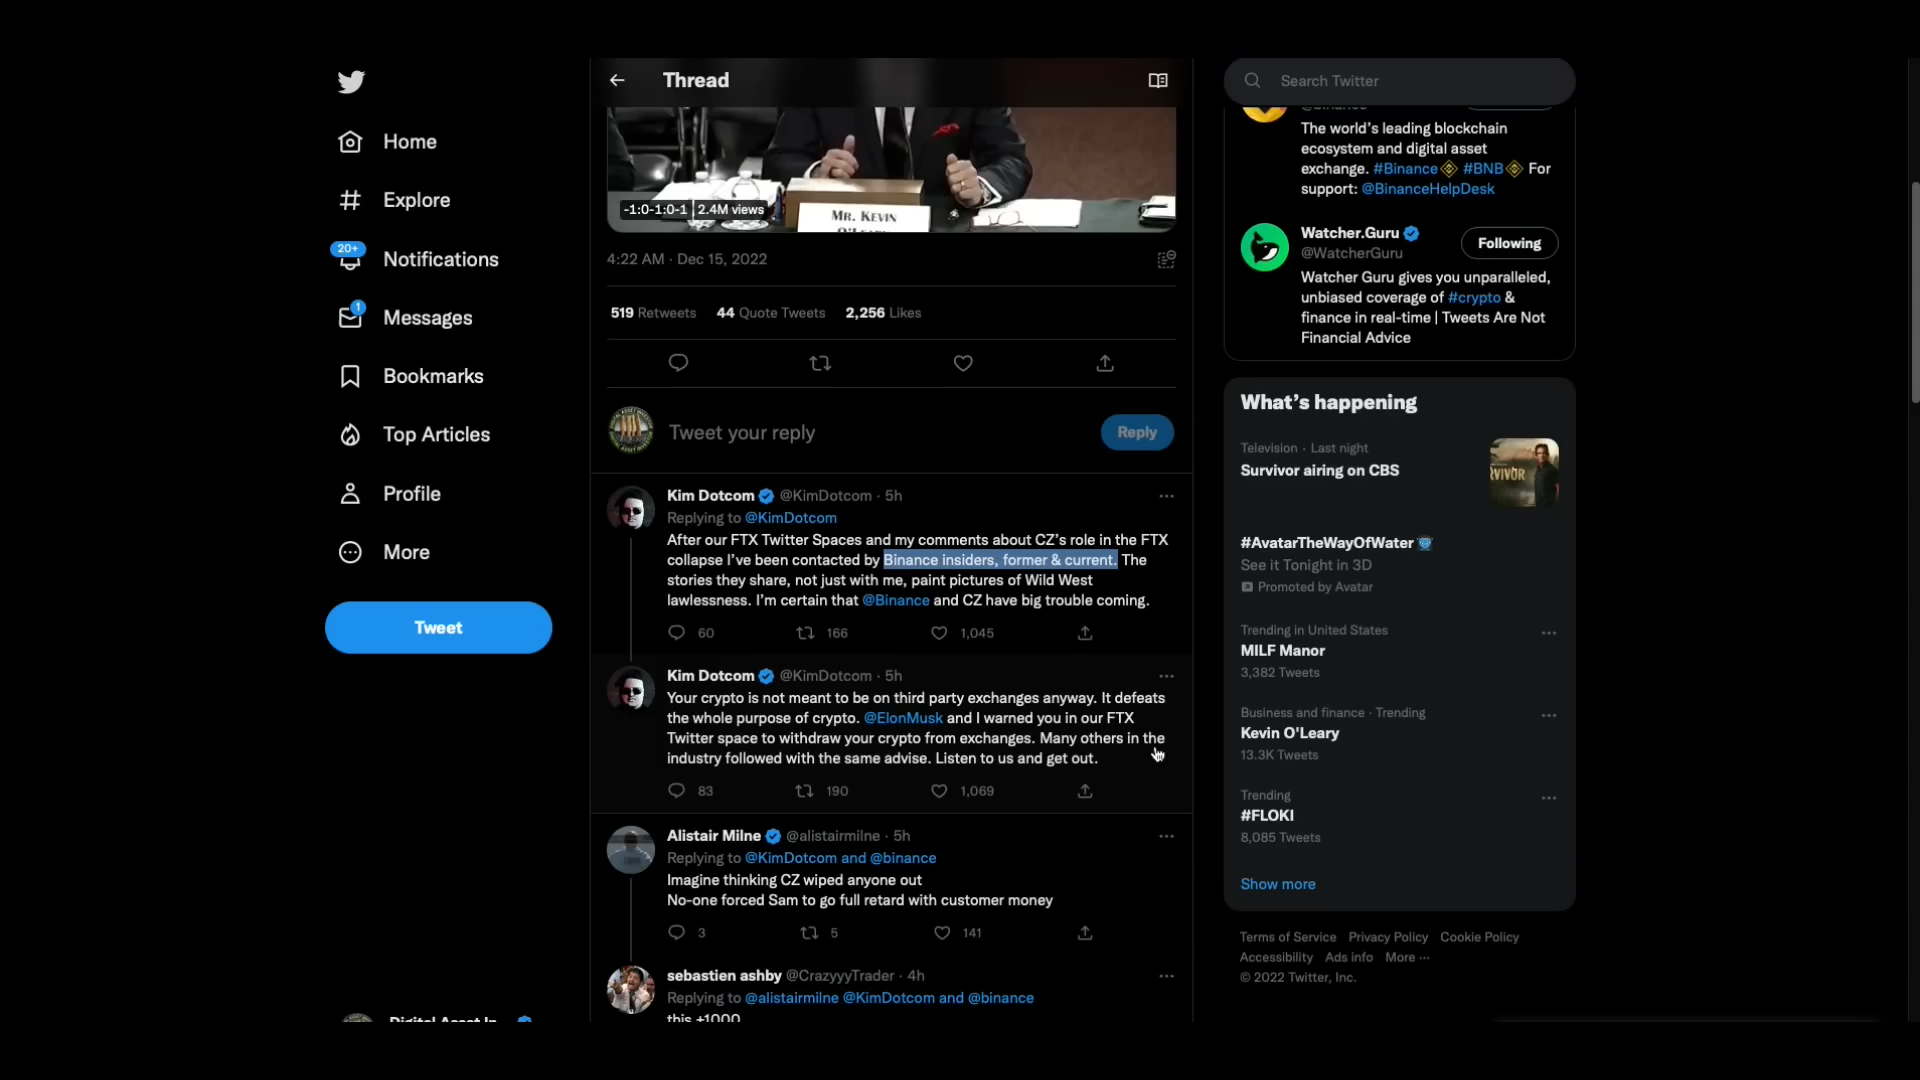 Home
Explore
20+
Notifications
1
Messages
Bookmarks
Top Articles
Profile
More
Tweet
Thread
-1:0-1:0-1 | 2.4M views
MR. KEVIN
O'LEARY
4:22 AM · Dec 15, 2022
519 Retweets 44 Quote Tweets 2,256 Likes
Tweet your reply
Reply
Kim Dotcom @KimDotcom · 5h
Replying to @KimDotcom
After our FTX Twitter Spaces and my comments about CZ's role in the FTX
collapse I've been contacted by Binance insiders, former & current. The
stories they share, not just with me, paint pictures of Wild West
lawlessness. I'm certain that @Binance and CZ have big trouble coming.
60 166 1,045
Kim Dotcom @KimDotcom · 5h
Your crypto is not meant to be on third party exchanges anyway. It defeats
the whole purpose of crypto. @ElonMusk and I warned you in our FTX
Twitter space to withdraw your crypto from exchanges. Many others in the
industry followed with the same advise. Listen to us and get out.
83 190 1,069
Alistair Milne @alistairmilne · 5h
Replying to @KimDotcom and @binance
Imagine thinking CZ wiped anyone out
No-one forced Sam to go full retard with customer money
3 5 141
sebastien ashby @CrazyyyTrader · 4h
Replying to @alistairmilne @KimDotcom and @binance
this +1000
Search Twitter
@binance
The world's leading blockchain
ecosystem and digital asset
exchange. #Binance #BNB For
support: @BinanceHelpDesk
Watcher.Guru
@WatcherGuru
Following
Watcher Guru gives you unparalleled,
unbiased coverage of #crypto &
finance in real-time | Tweets Are Not
Financial Advice
What's happening
Television · Last night
Survivor airing on CBS
#AvatarTheWayOfWater
See it Tonight in 3D
Promoted by Avatar
Trending in United States
MILF Manor
3,382 Tweets
Business and finance · Trending
Kevin O'Leary
13.3K Tweets
Trending
#FLOKI
8,085 Tweets
Show more
Terms of Service Privacy Policy Cookie Policy
Accessibility Ads info More ···
© 2022 Twitter, Inc.
Digital Asset In